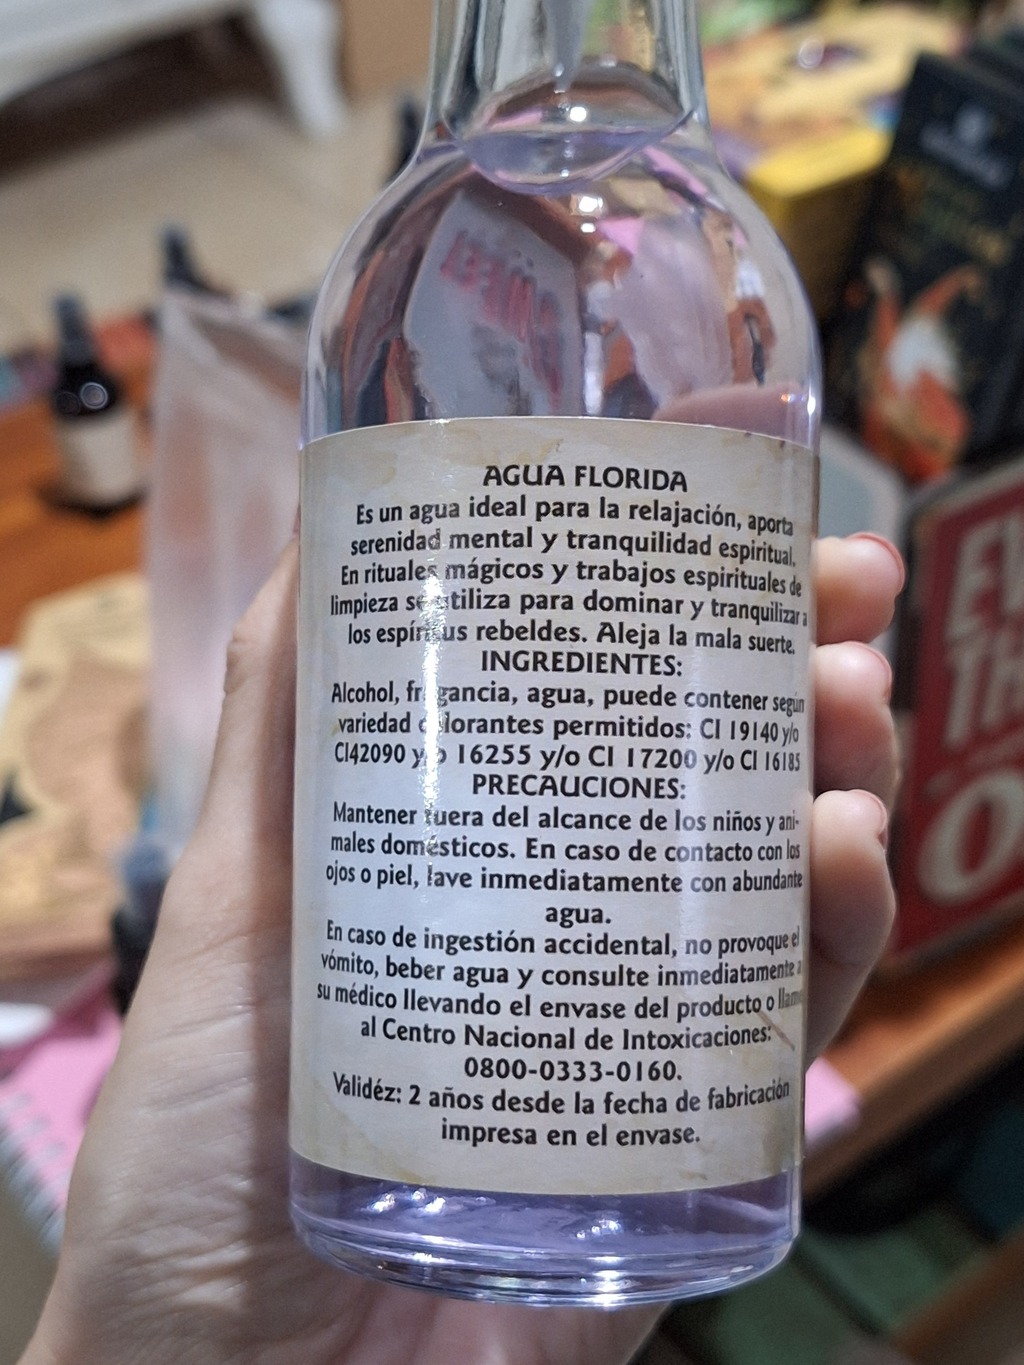 AGUA FLORIDA
Es un agua ideal para la relajación, aporta
serenidad mental y tranquilidad espiritual.
En rituales mágicos y trabajos espirituales de
limpieza se utiliza para dominar y tranquilizar a
los espíritus rebeldes. Aleja la mala suerte.
INGREDIENTES:
Alcohol, fragancia, agua, puede contener según
variedad colorantes permitidos: CI 19140 y/o
CI42090 y/o 16255 y/o CI 17200 y/o CI 16185
PRECAUCIONES:
Mantener fuera del alcance de los niños y ani-
males domésticos. En caso de contacto con los
ojos o piel, lave inmediatamente con abundante
agua.
En caso de ingestión accidental, no provoque el
vómito, beber agua y consulte inmediatamente a
su médico llevando el envase del producto o llame
al Centro Nacional de Intoxicaciones:
0800-0333-0160.
Validéz: 2 años desde la fecha de fabricación
impresa en el envase.